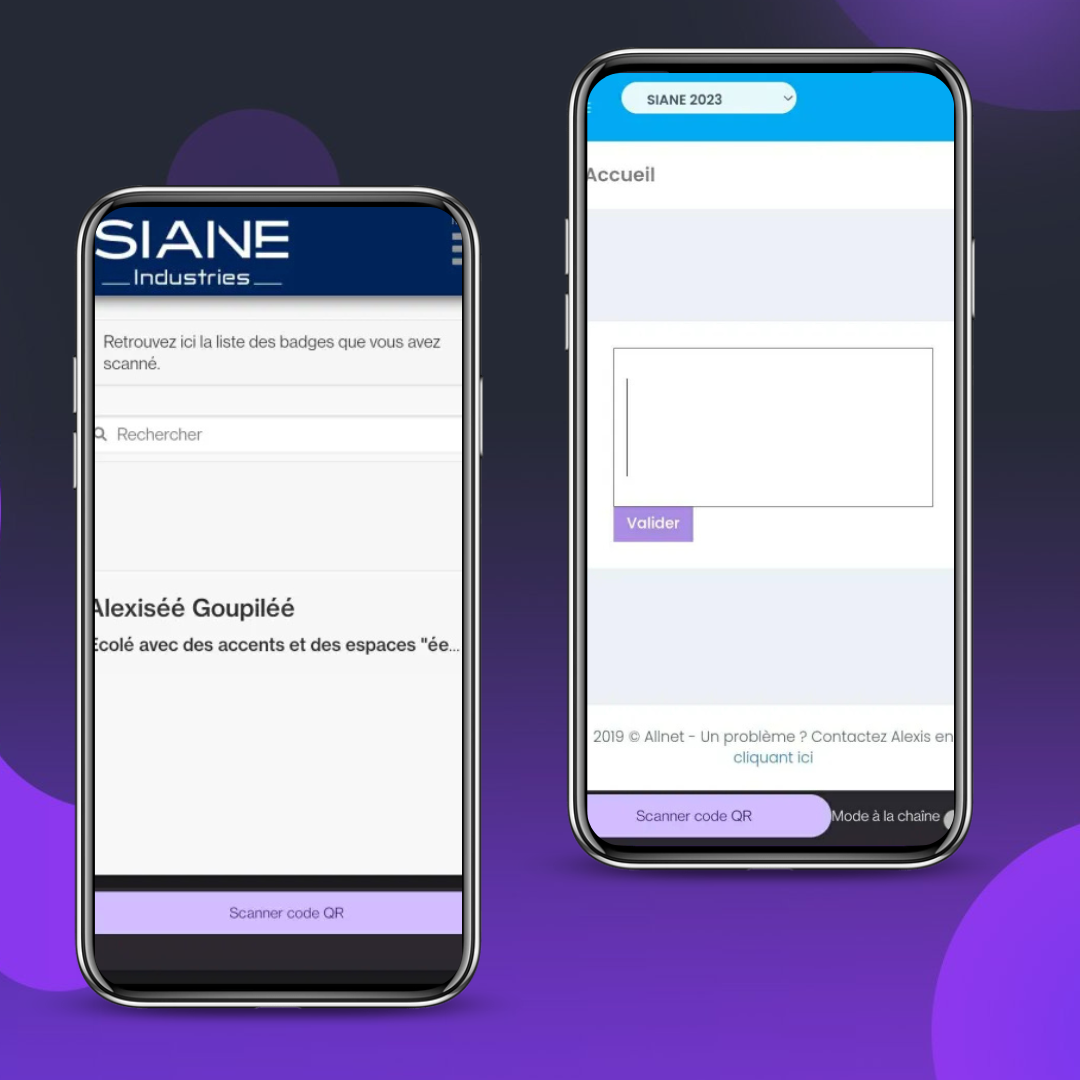 SIANE
Industries
Retrouvez ici la liste des badges que vous avez
scanné.
Rechercher
Alexiséé Goupiléé
Ecolé avec des accents et des espaces "ée...
Scanner code QR
SIANE 2023
Accueil
Valider
2019 © Allnet - Un problème ? Contactez Alexis en
cliquant ici
Scanner code QR
Mode à la chaîne